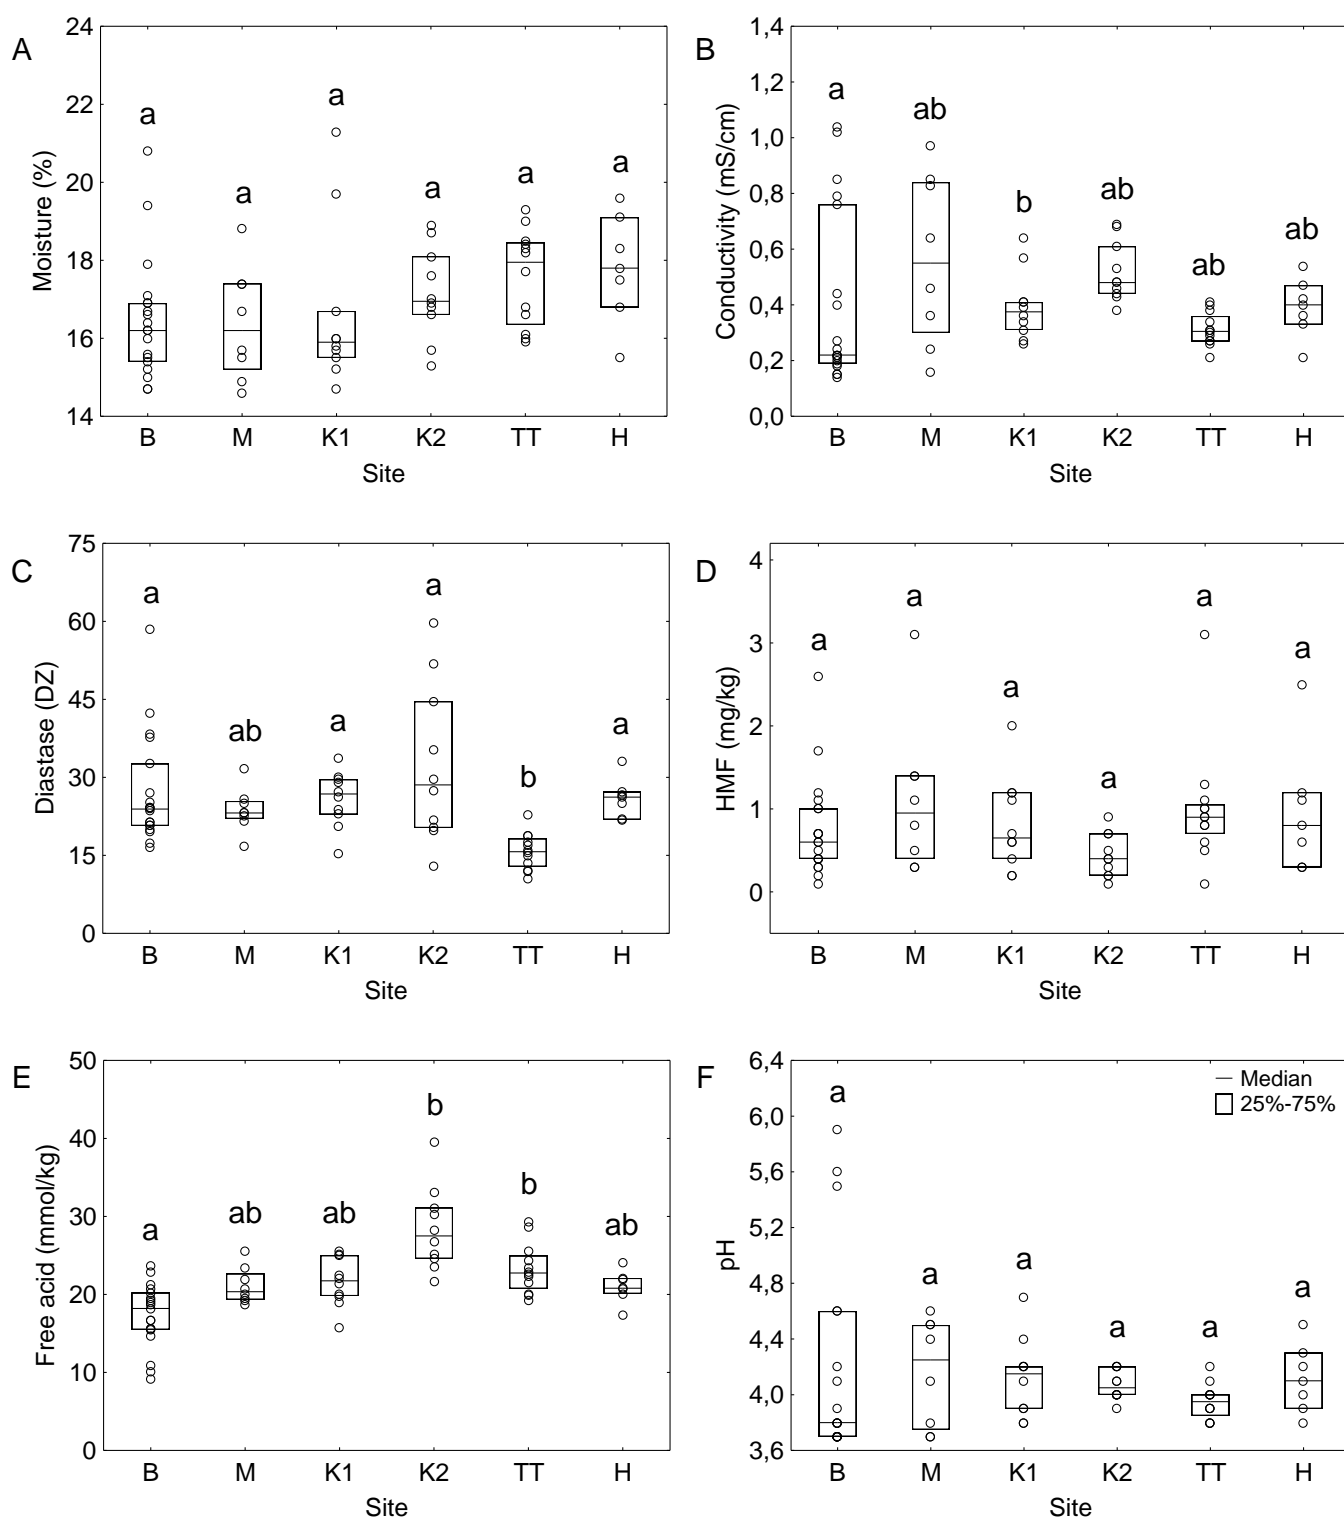 A
Moisture (%)
24
22
20
18
16
14
a a a a a a
B M K1 K2 TT H
Site
B
Conductivity (mS/cm)
1,4
1,2
1,0
0,8
0,6
0,4
0,2
0,0
a ab b ab ab ab
B M K1 K2 TT H
Site
C
Diastase (DZ)
75
60
45
30
15
0
a ab a a b a
B M K1 K2 TT H
Site
D
HMF (mg/kg)
4
3
2
1
0
a a a a a a
B M K1 K2 TT H
Site
E
Free acid (mmol/kg)
50
40
30
20
10
0
a ab ab b b ab
B M K1 K2 TT H
Site
F
pH
6,4
6,0
5,6
5,2
4,8
4,4
4,0
3,6
Median
25%-75%
a a a a a a
B M K1 K2 TT H
Site